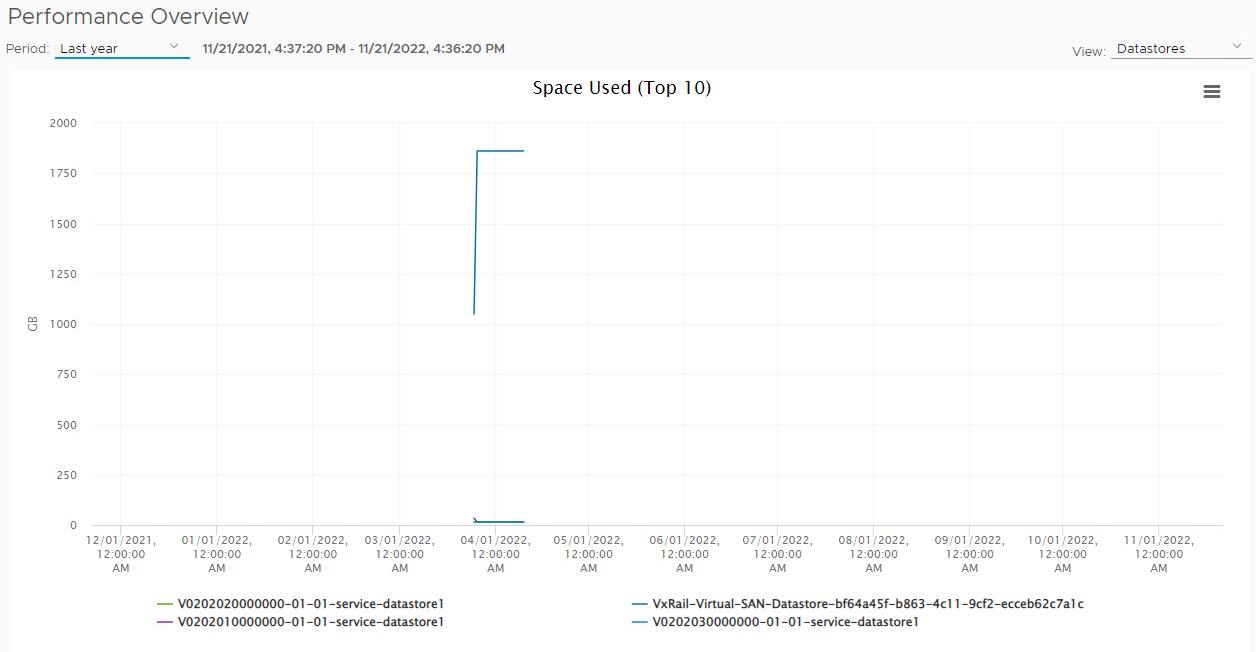 Performance Overview
Period: Last year 11/21/2021, 4:37:20 PM - 11/21/2022, 4:36:20 PM View: Datastores
Space Used (Top 10)
2000
1750
1500
1250
1000
750
500
250
0
GB
12/01/2021, 01/01/2022, 02/01/2022, 03/01/2022, 04/01/2022, 05/01/2022, 06/01/2022, 07/01/2022, 08/01/2022, 09/01/2022, 10/01/2022, 11/01/2022,
12:00:00 12:00:00 12:00:00 12:00:00 12:00:00 12:00:00 12:00:00 12:00:00 12:00:00 12:00:00 12:00:00 12:00:00
AM AM AM AM AM AM AM AM AM AM AM AM
V0202020000000-01-01-service-datastore1 VxRail-Virtual-SAN-Datastore-bf64a45f-b863-4c11-9cf2-ecceb62c7a1c
V0202010000000-01-01-service-datastore1 V0202030000000-01-01-service-datastore1